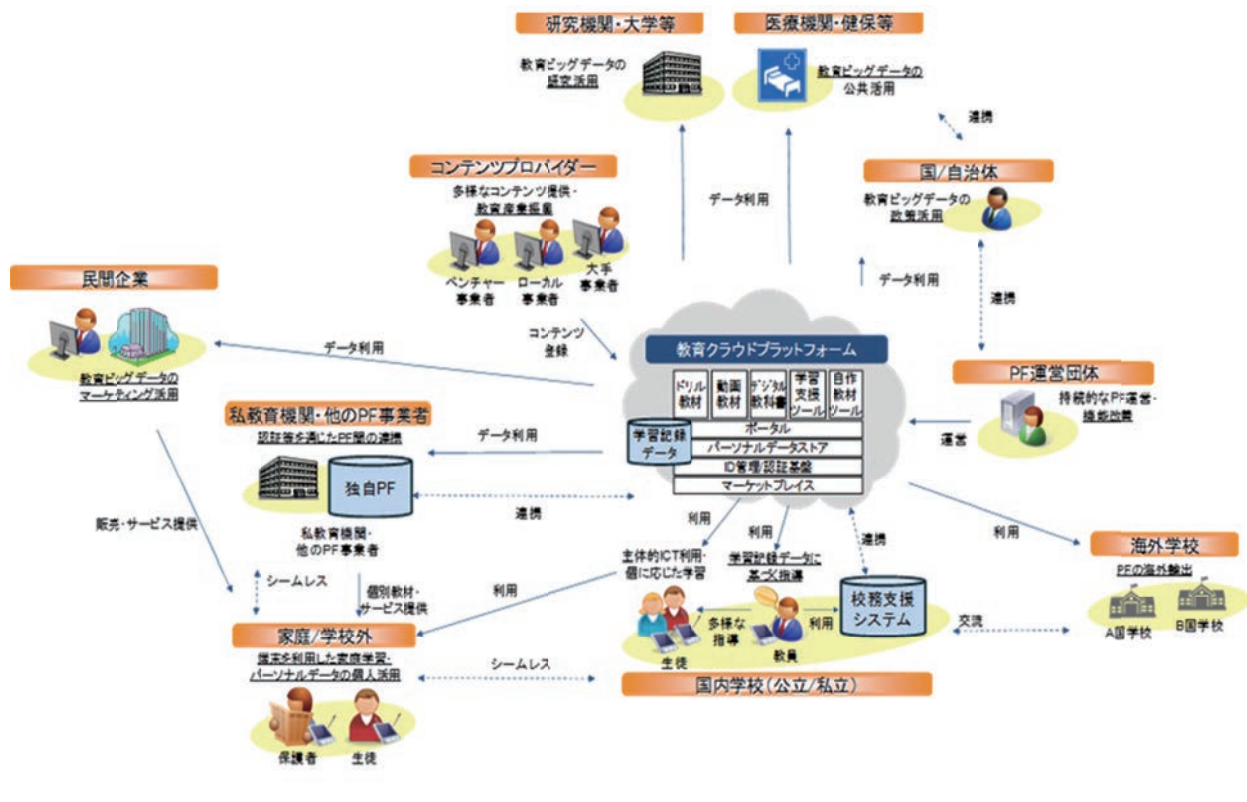 研究機関・大学等
医療機関・健保等
教育ビッグデータの
研究活用
教育ビッグデータの
公共活用
連携
国/自治体
教育ビッグデータの
政策活用
コンテンツプロバイダー
多様なコンテンツ提供・
教育産業振興
ベンチャー
事業者
ローカル
事業者
大手
事業者
データ利用
データ利用
連携
民間企業
教育ビッグデータの
マーケティング活用
データ利用
コンテンツ
登録
教育クラウドプラットフォーム
ドリル
教材
動画
教材
デジタル
教科書
学習
支援
ツール
自作
教材
ツール
学習記録
データ
ポータル
パーソナルデータストア
ID管理/認証基盤
マーケットプレイス
PF運営団体
持続的なPF運営・
機能改善
運営
私教育機関・他のPF事業者
認証等を通じたPF間の連携
独自PF
私教育機関・
他のPF事業者
データ利用
連携
販売・サービス提供
シームレス
個別教材・
サービス提供
利用
利用
利用
連携
利用
主体的ICT利用・
個に応じた学習
学習記録データに
基づく指導
校務支援
システム
生徒
多様な
指導
教員
利用
国内学校(公立/私立)
交流
海外学校
PFの海外輸出
A国学校
B国学校
家庭/学校外
端末を利用した家庭学習・
パーソナルデータの個人活用
保護者
生徒
シームレス